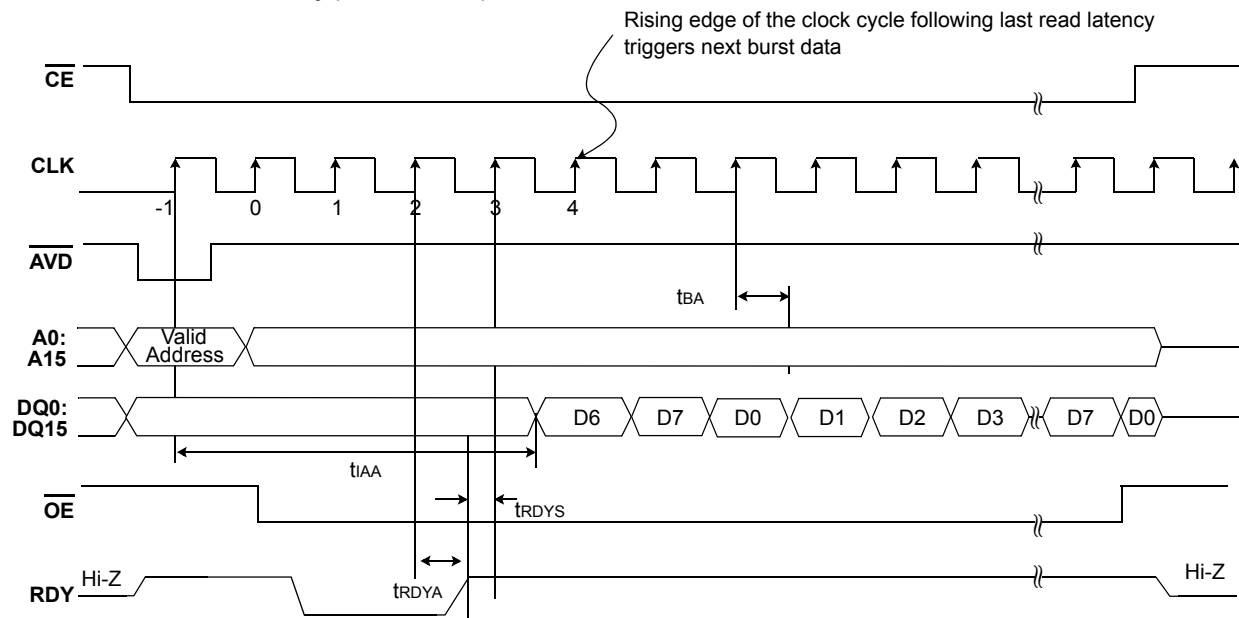 Rising edge of the clock cycle following last read latency
triggers next burst data
CE
CLK
-1 0 1 2 3 4
AVD
tBA
A0:
A15
Valid
Address
DQ0:
DQ15
D6 D7 D0 D1 D2 D3 D7 D0
tIAA
OE
tRDYS
Hi-Z
RDY
tRDYA
Hi-Z